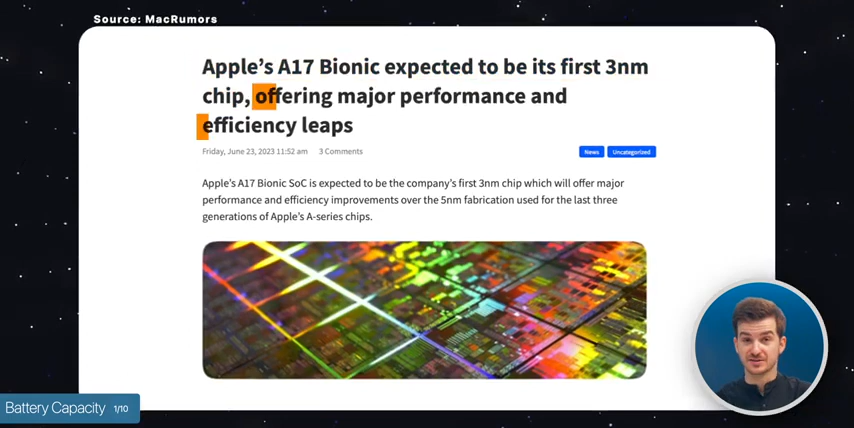 Source: MacRumors
Apple’s A17 Bionic expected to be its first 3nm
chip, offering major performance and
efficiency leaps
Friday, June 23, 2023 11:52 am 3 Comments
News Uncategorized
Apple's A17 Bionic SoC is expected to be the company's first 3nm chip which will offer major
performance and efficiency improvements over the 5nm fabrication used for the last three
generations of Apple's A-series chips.
Battery Capacity 1/10